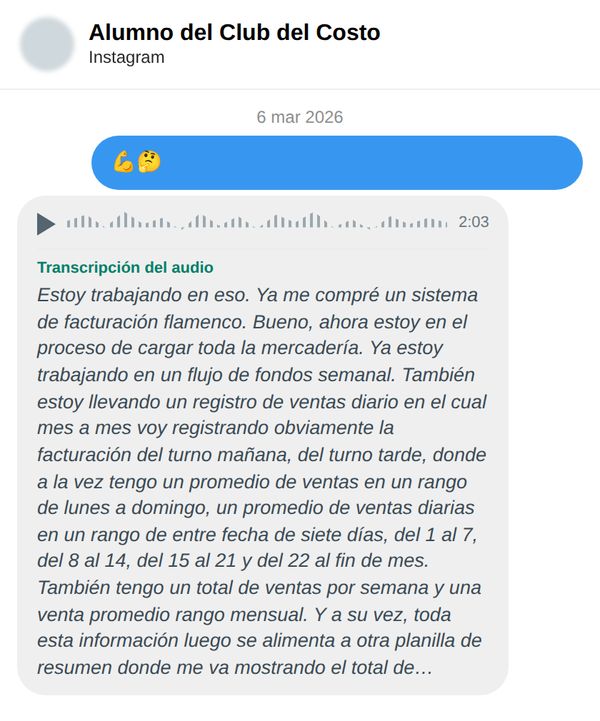 Alumno del Club del Costo
Instagram
6 mar 2026
💪🤔
2:03
Transcripción del audio
Estoy trabajando en eso. Ya me compré un sistema
de facturación flamenco. Bueno, ahora estoy en el
proceso de cargar toda la mercadería. Ya estoy
trabajando en un flujo de fondos semanal. También
estoy llevando un registro de ventas diario en el cual
mes a mes voy registrando obviamente la
facturación del turno mañana, del turno tarde, donde
a la vez tengo un promedio de ventas en un rango
de lunes a domingo, un promedio de ventas diarias
en un rango de entre fecha de siete días, del 1 al 7,
del 8 al 14, del 15 al 21 y del 22 al fin de mes.
También tengo un total de ventas por semana y una
venta promedio rango mensual. Y a su vez, toda
esta información luego se alimenta a otra planilla de
resumen donde me va mostrando el total de…